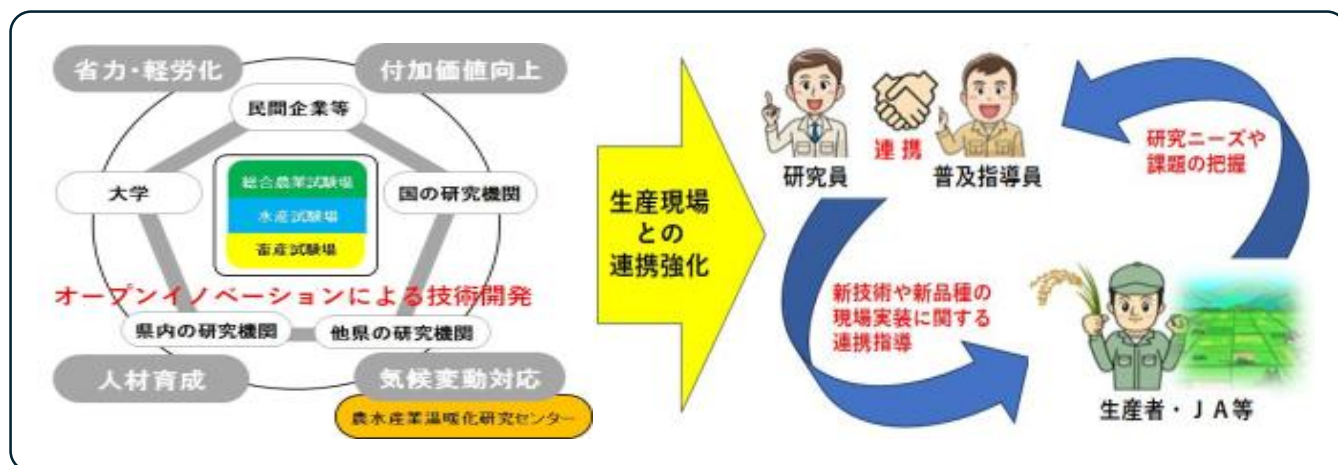 省力・軽労化
付加価値向上
民間企業等
大学
国の研究機関
総合農業試験場
水産試験場
畜産試験場
オープンイノベーションによる技術開発
県内の研究機関
他県の研究機関
人材育成
気候変動対応
農水産業温暖化研究センター
生産現場
との
連携強化
連携
研究員
普及指導員
研究ニーズや
課題の把握
新技術や新品種の
現場実装に関する
連携指導
生産者・ＪＡ等